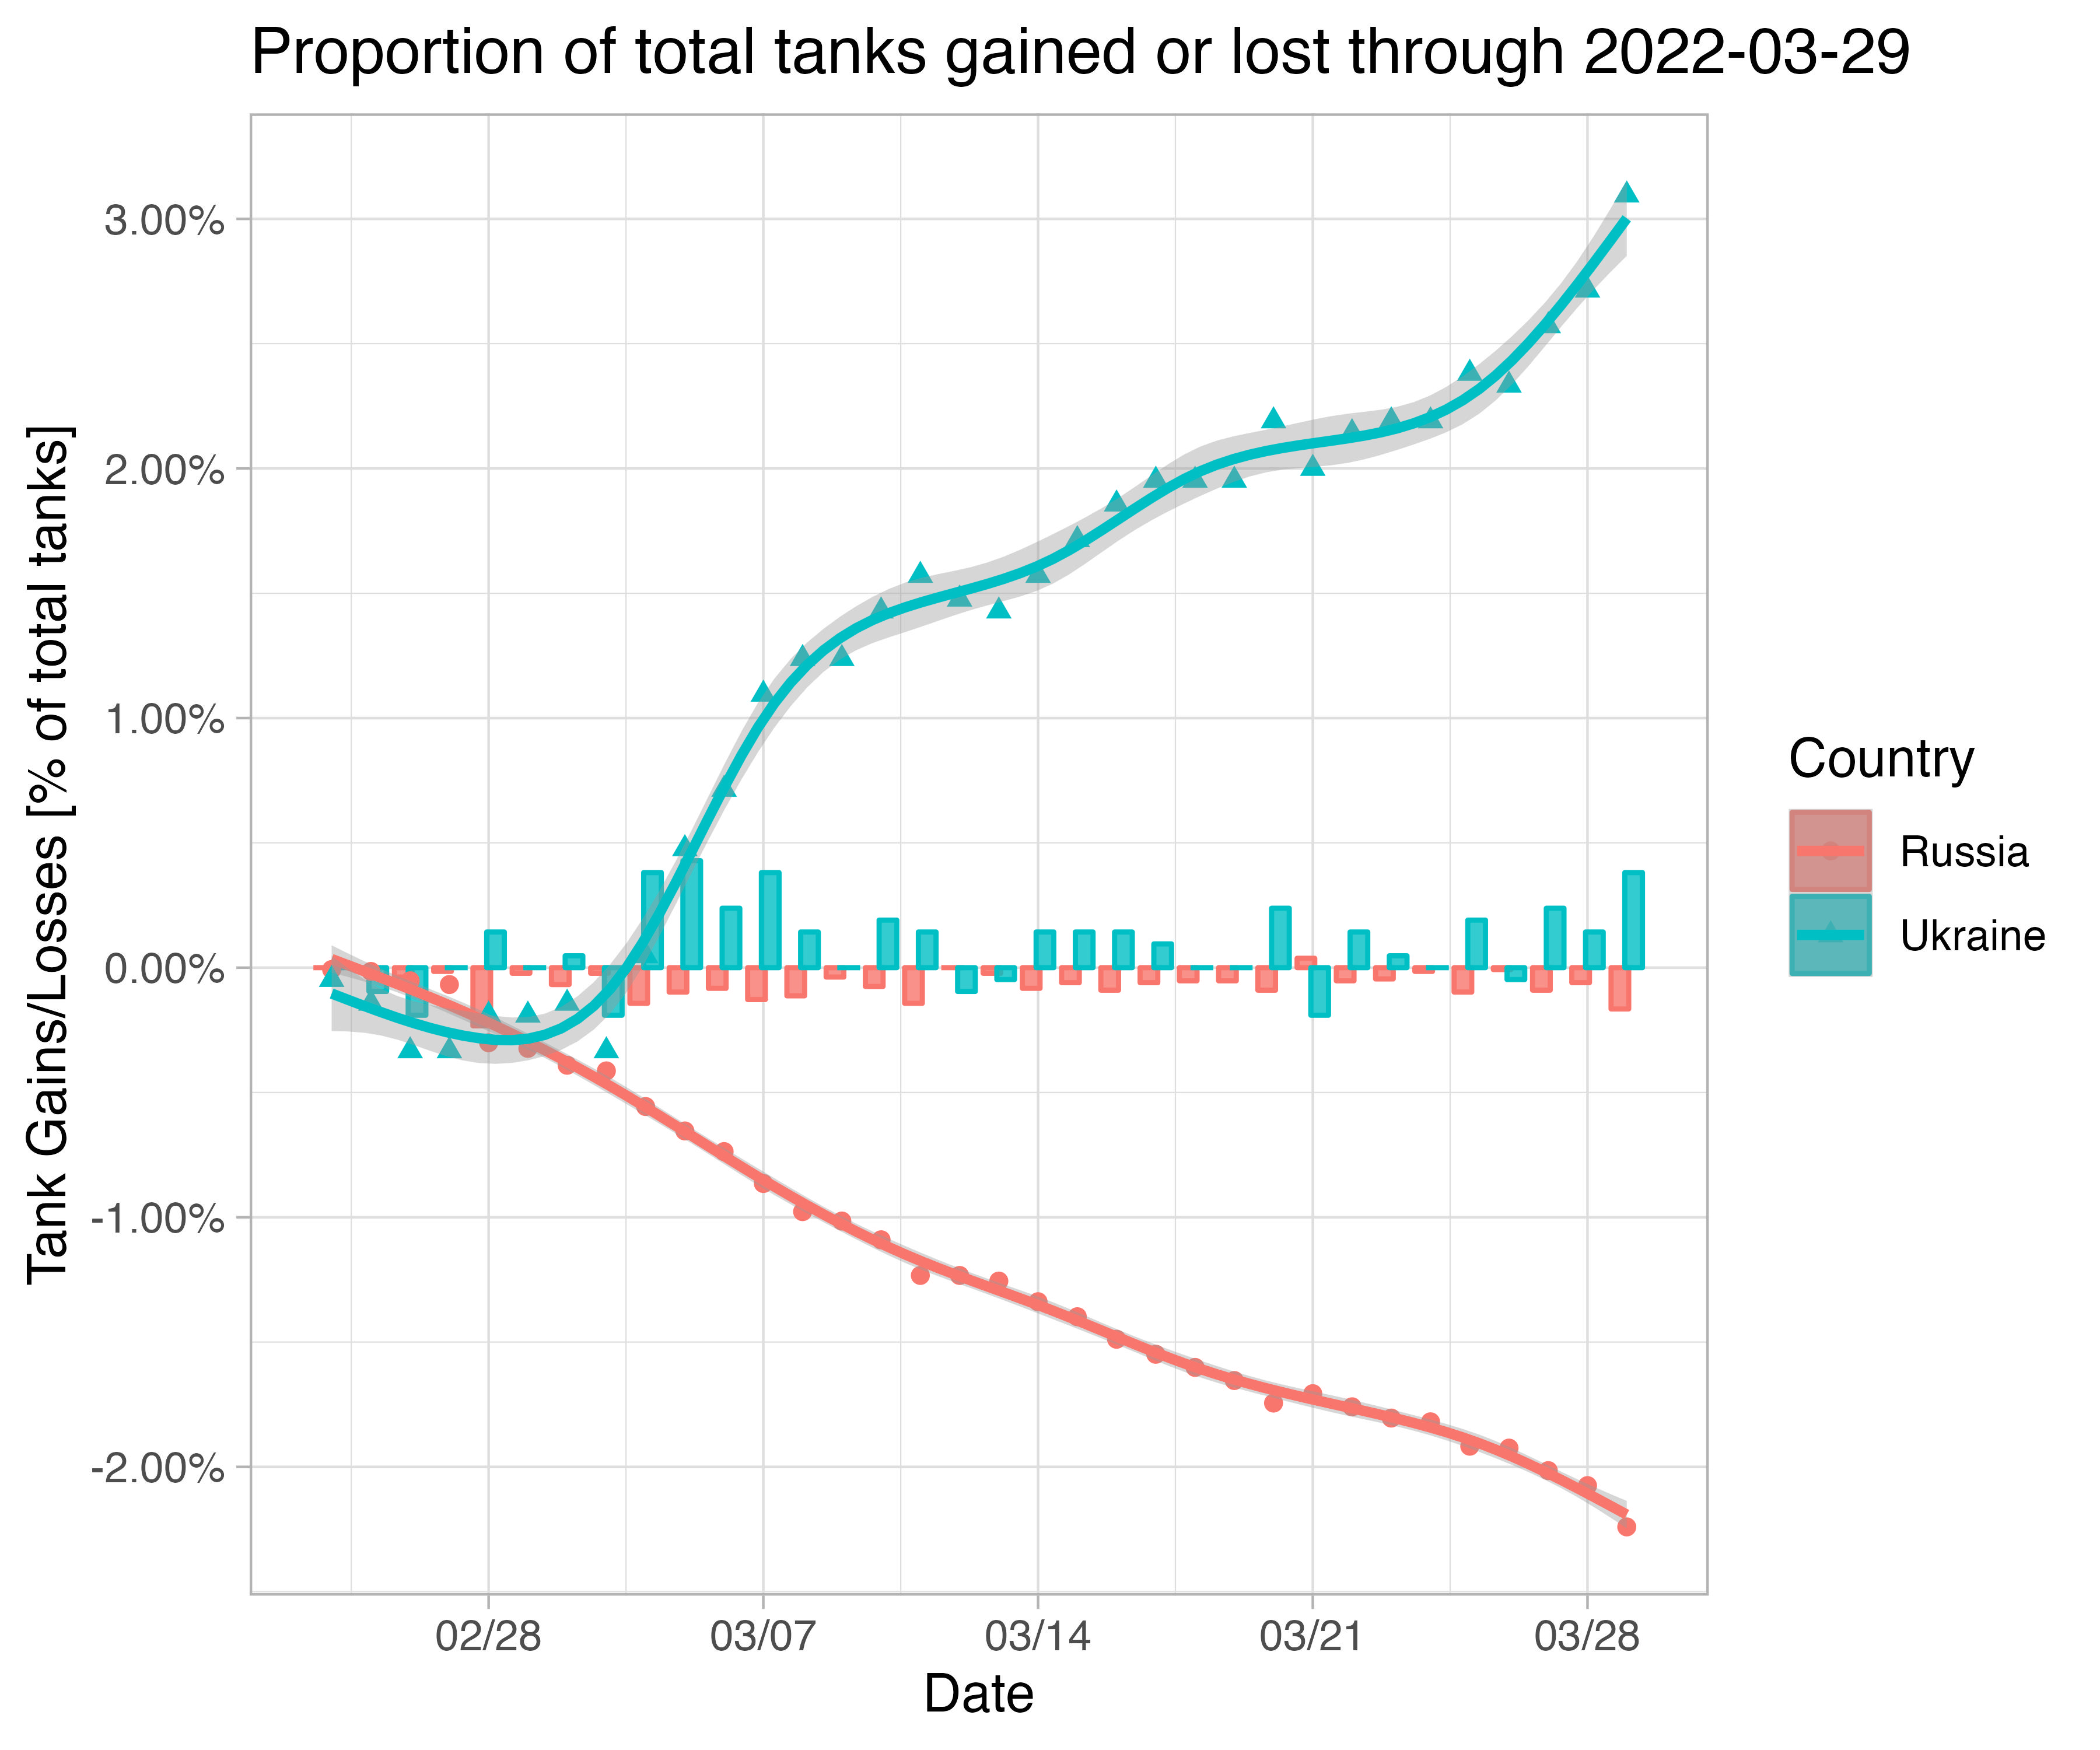 Proportion of total tanks gained or lost through 2022-03-29
Tank Gains/Losses [% of total tanks]
3.00%
2.00%
1.00%
0.00%
-1.00%
-2.00%
02/28
03/07
03/14
03/21
03/28
Date
Country
Russia
Ukraine